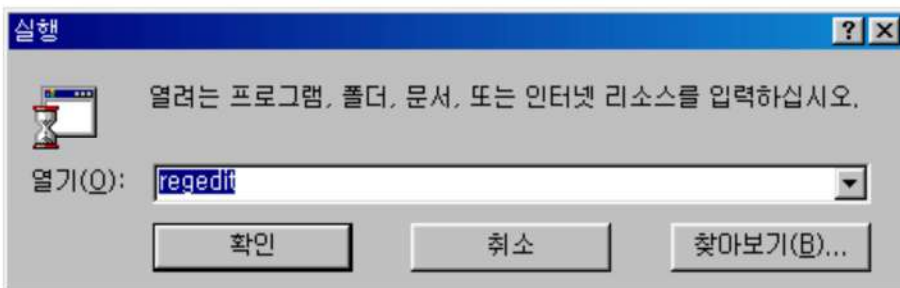 실행
열려는 프로그램, 폴더, 문서, 또는 인터넷 리소스를 입력하십시오.
열기(O): regedit
확인 취소 찾아보기(B)...